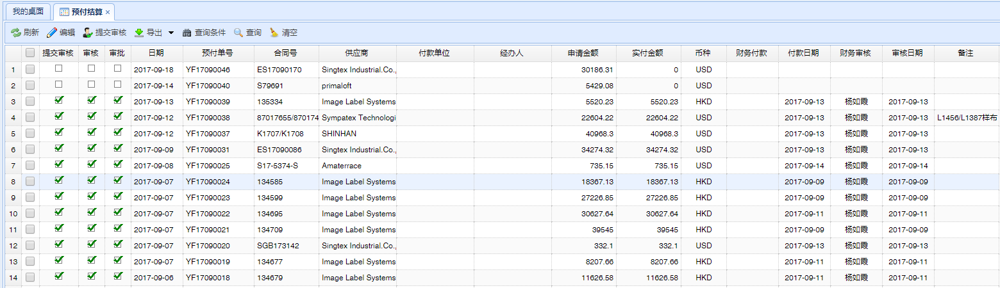 我的桌面 预付结算 ×
刷新 编辑 提交审核 导出 查询条件 查询 清空
提交审核 审核 审批 日期 预付单号 合同号 供应商 付款单位 经办人 申请金额 实付金额 币种 财务付款 付款日期 财务审核 审核日期 备注
1 2017-09-18 YF17090046 ES17090170 Singtex Industrial.Co., 30186.31 0 USD
2 2017-09-14 YF17090040 S79691 primaloft 5429.08 0 USD
3 2017-09-13 YF17090039 135334 Image Label Systems 5520.23 5520.23 HKD 2017-09-13 杨如霞 2017-09-13
4 2017-09-12 YF17090038 87017655/870174 Sympatex Technologi 22604.22 22604.22 USD 2017-09-13 杨如霞 2017-09-13 L1456/L1387样布
5 2017-09-12 YF17090037 K1707/K1708 SHINHAN 40968.3 40968.3 USD 2017-09-13 杨如霞 2017-09-13
6 2017-09-09 YF17090031 ES17090086 Singtex Industrial.Co., 34274.32 34274.32 USD 2017-09-13 杨如霞 2017-09-13
7 2017-09-08 YF17090025 S17-5374-S Amaterrace 735.15 735.15 USD 2017-09-14 杨如霞 2017-09-14
8 2017-09-07 YF17090024 134585 Image Label Systems 18367.13 18367.13 HKD 2017-09-09 杨如霞 2017-09-09
9 2017-09-07 YF17090023 134599 Image Label Systems 27226.85 27226.85 HKD 2017-09-09 杨如霞 2017-09-09
10 2017-09-07 YF17090022 134695 Image Label Systems 30627.64 30627.64 HKD 2017-09-11 杨如霞 2017-09-11
11 2017-09-07 YF17090021 134709 Image Label Systems 39545 39545 HKD 2017-09-09 杨如霞 2017-09-09
12 2017-09-07 YF17090020 SGB173142 Singtex Industrial.Co., 332.1 332.1 USD 2017-09-13 杨如霞 2017-09-13
13 2017-09-07 YF17090019 134677 Image Label Systems 8207.66 8207.66 HKD 2017-09-11 杨如霞 2017-09-11
14 2017-09-06 YF17090018 134679 Image Label Systems 11626.58 11626.58 HKD 2017-09-11 杨如霞 2017-09-11